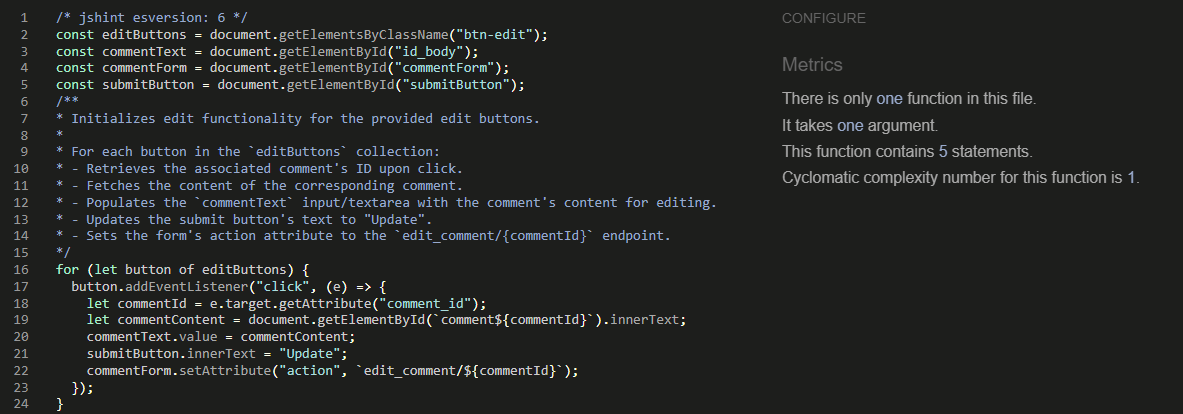 1 /* jshint esversion: 6 */
2 const editButtons = document.getElementsByClassName("btn-edit");
3 const commentText = document.getElementById("id_body");
4 const commentForm = document.getElementById("commentForm");
5 const submitButton = document.getElementById("submitButton");
6 /**
7 * Initializes edit functionality for the provided edit buttons.
8 *
9 * For each button in the `editButtons` collection:
10 * - Retrieves the associated comment's ID upon click.
11 * - Fetches the content of the corresponding comment.
12 * - Populates the `commentText` input/textarea with the comment's content for editing.
13 * - Updates the submit button's text to "Update".
14 * - Sets the form's action attribute to the `edit_comment/{commentId}` endpoint.
15 */
16 for (let button of editButtons) {
17   button.addEventListener("click", (e) => {
18     let commentId = e.target.getAttribute("comment_id");
19     let commentContent = document.getElementById(`comment${commentId}`).innerText;
20     commentText.value = commentContent;
21     submitButton.innerText = "Update";
22     commentForm.setAttribute("action", `edit_comment/${commentId}`);
23   });
24 }
CONFIGURE
Metrics
There is only one function in this file.
It takes one argument.
This function contains 5 statements.
Cyclomatic complexity number for this function is 1.